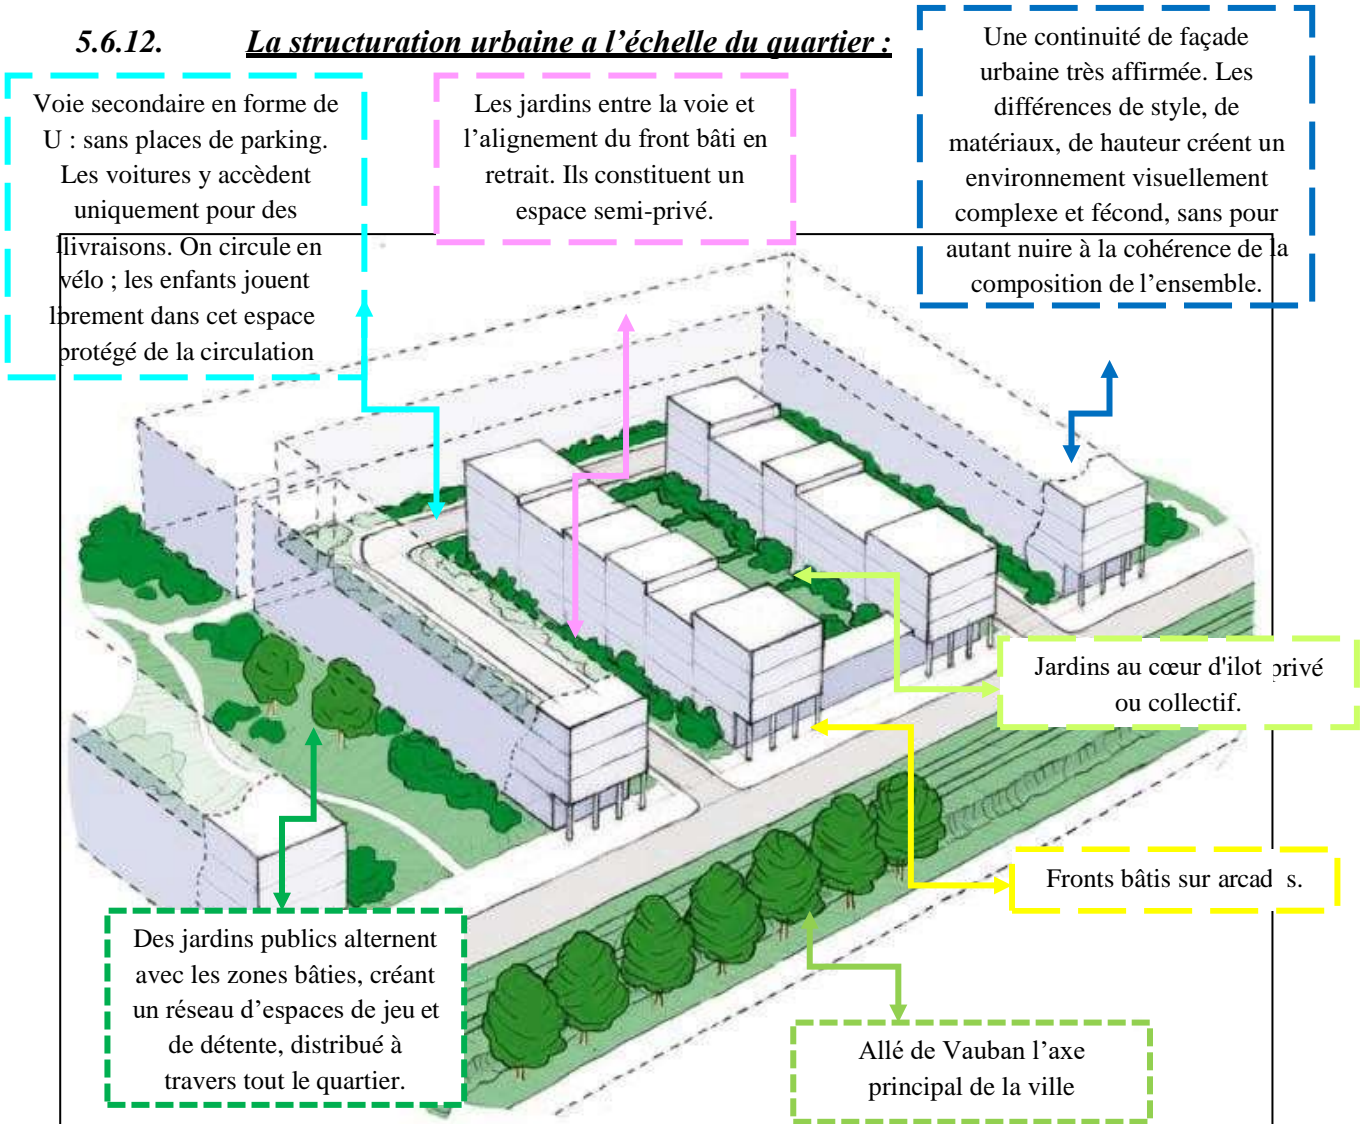 5.6.12. La structuration urbaine a l'échelle du quartier :
Voie secondaire en forme de
U : sans places de parking.
Les voitures y accèdent
uniquement pour des
llivraisons. On circule en
vélo ; les enfants jouent
librement dans cet espace
protégé de la circulation
Les jardins entre la voie et
l'alignement du front bâti en
retrait. Ils constituent un
espace semi-privé.
Une continuité de façade
urbaine très affirmée. Les
différences de style, de
matériaux, de hauteur créent un
environnement visuellement
complexe et fécond, sans pour
autant nuire à la cohérence de la
composition de l'ensemble.
Jardins au cœur d'ilot privé
ou collectif.
Fronts bâtis sur arcad s.
Des jardins publics alternent
avec les zones bâties, créant
un réseau d'espaces de jeu et
de détente, distribué à
travers tout le quartier.
Allé de Vauban l'axe
principal de la ville